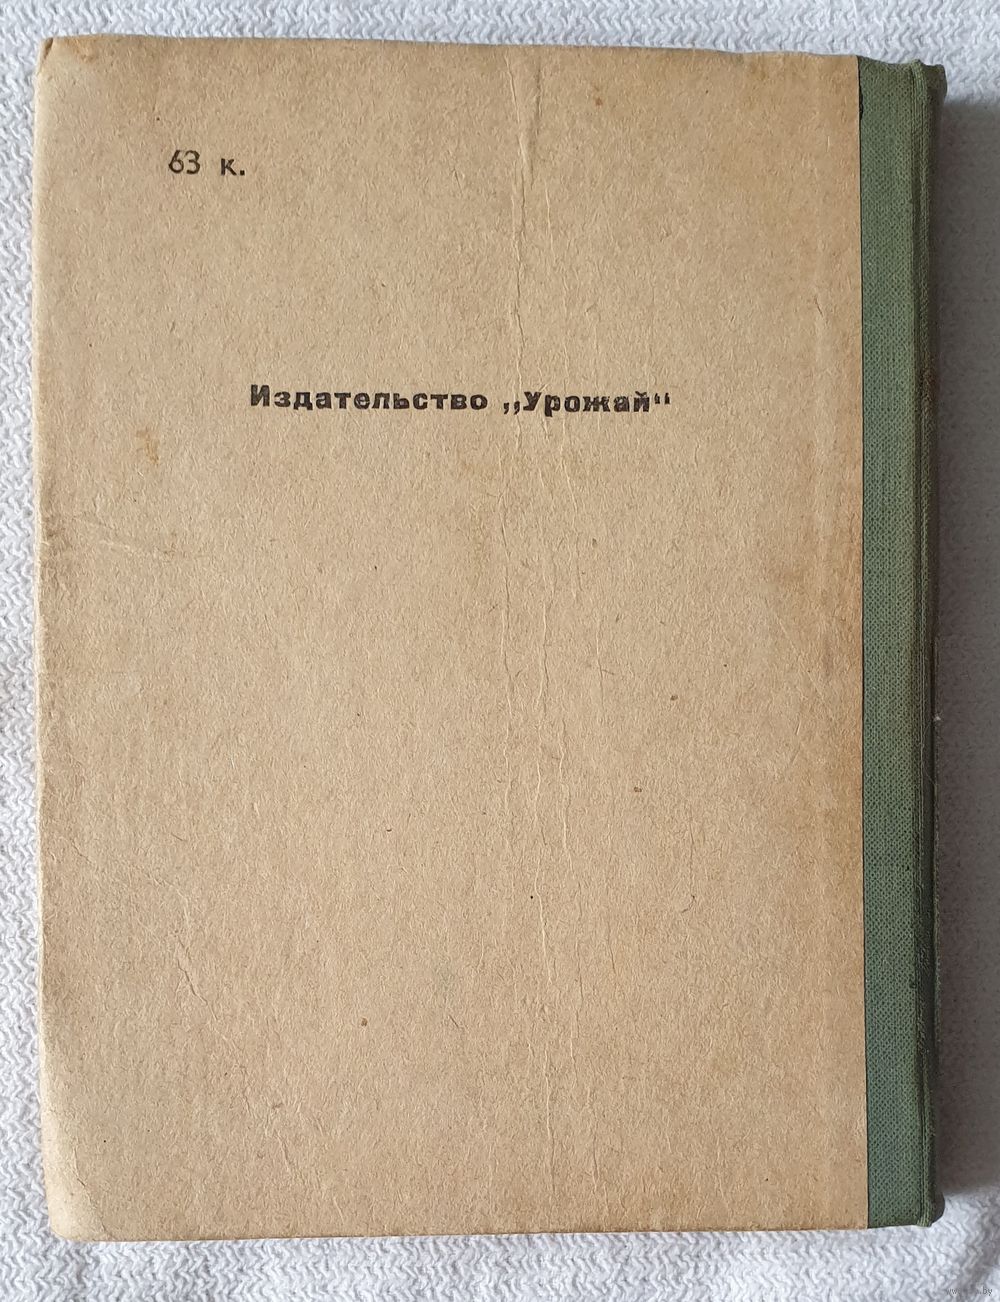 63 к.
Издательство „Урожай“